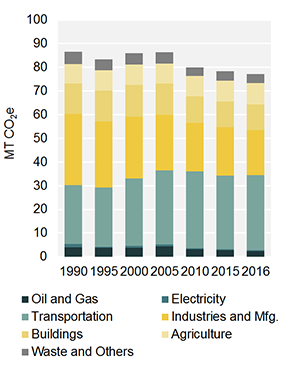 100
90
80
70
60
50
40
30
20
10
0
MT CO₂e
1990 1995 2000 2005 2010 2015 2016
Oil and Gas Electricity
Transportation Industries and Mfg.
Buildings Agriculture
Waste and Others